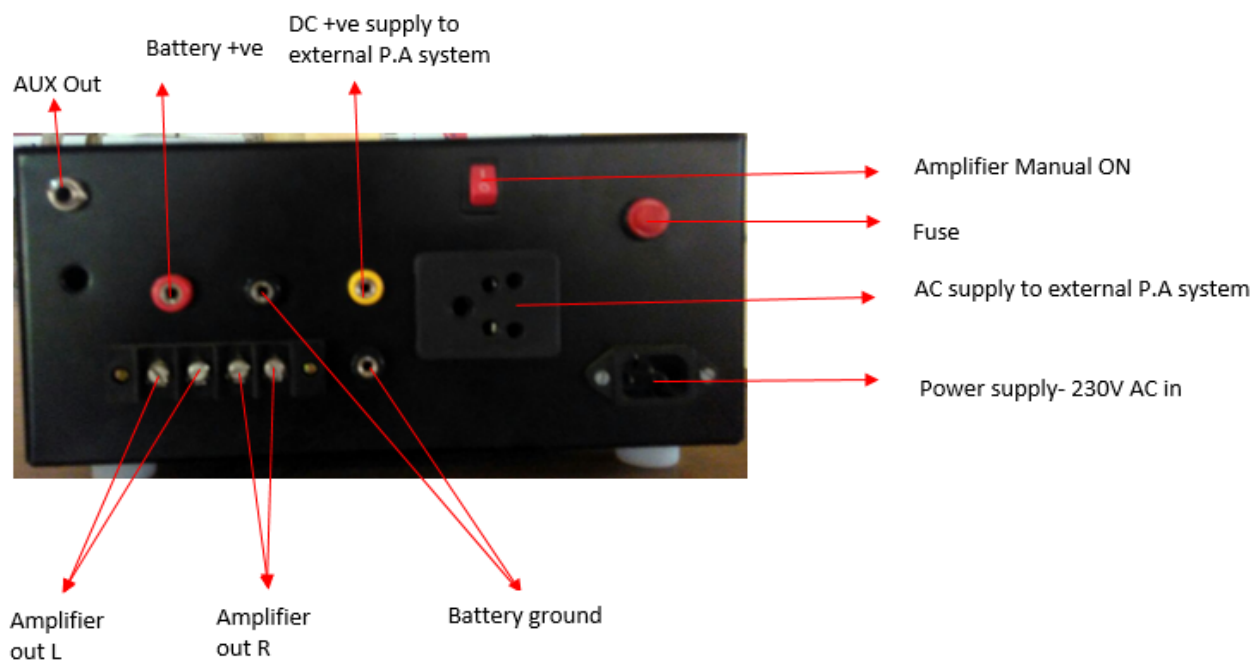 DC +ve supply to
external P.A system
Battery +ve
AUX Out
Amplifier Manual ON
Fuse
AC supply to external P.A system
Power supply- 230V AC in
Amplifier
out L
Amplifier
out R
Battery ground